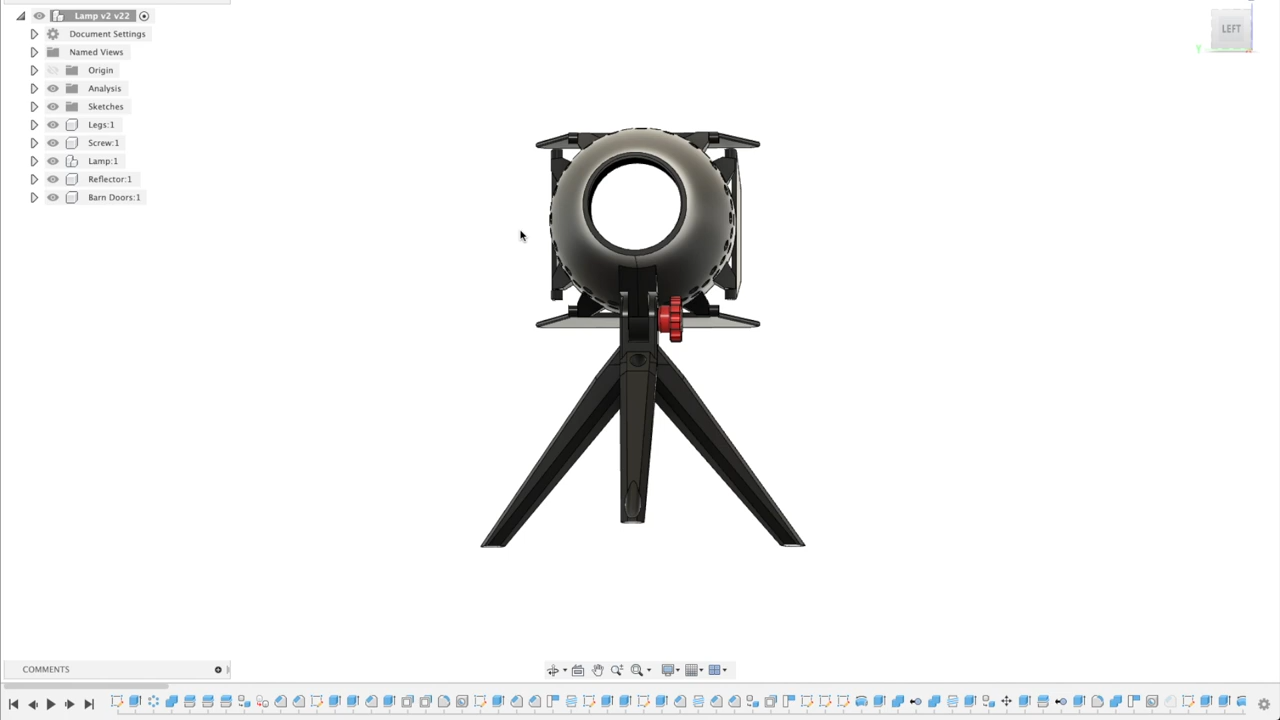 Lamp v2 v22
LEFT
Document Settings
Named Views
Origin
Analysis
Sketches
Legs:1
Screw:1
Lamp:1
Reflector:1
Barn Doors:1
COMMENTS